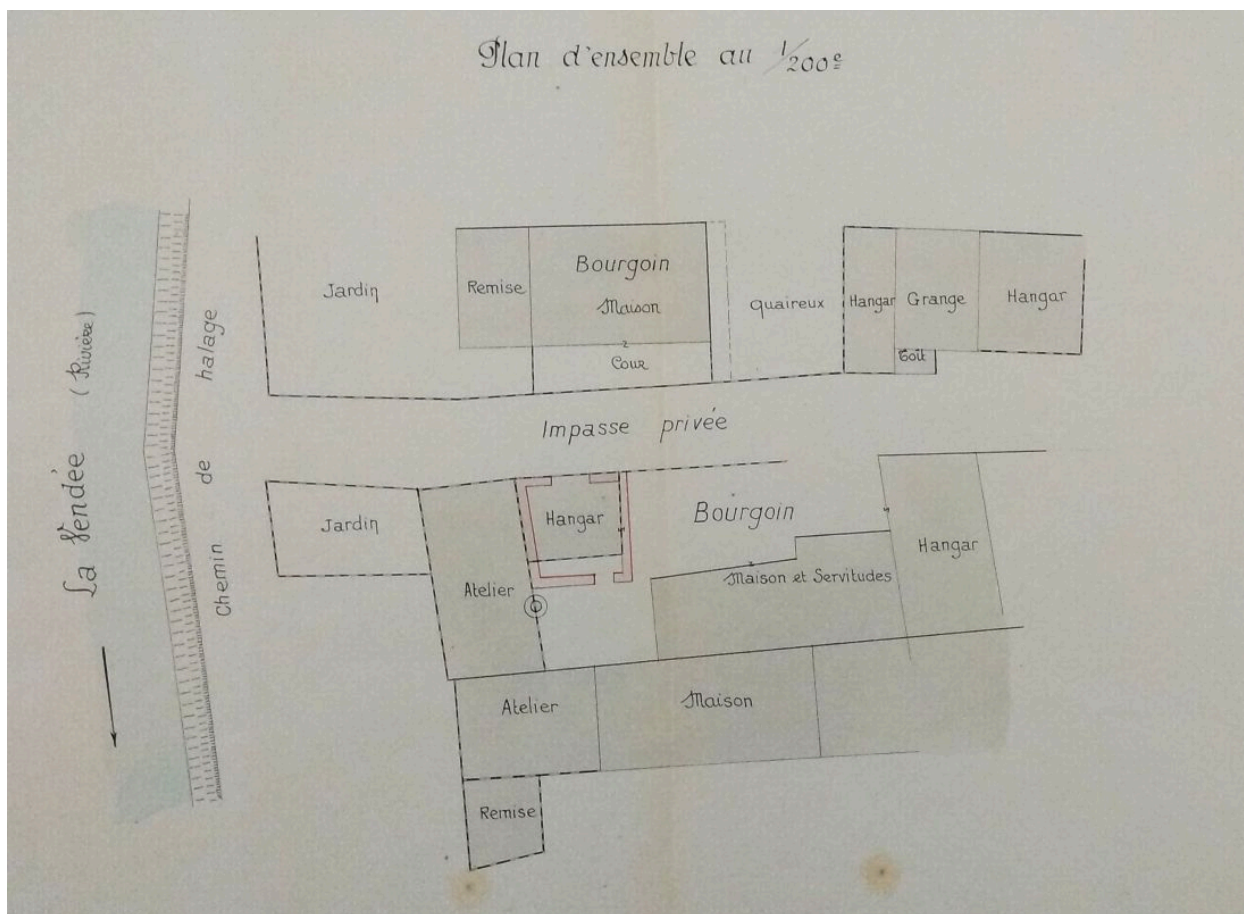 Plan d'ensemble au 1/200e
La Vendée (Rivière)
Chemin de halage
Jardin
Remise
Bourgoin
Maison
Cour
Quaireux
Hangar
Grange
Hangar
Toit
Impasse privée
Jardin
Atelier
Hangar
Bourgoin
Maison et Servitudes
Hangar
Atelier
Maison
Remise